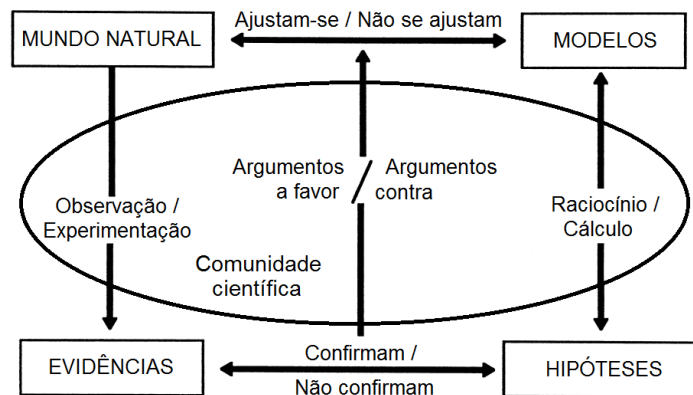 Ajustam-se / Não se ajustam
MUNDO NATURAL
MODELOS
Argumentos
a favor
Argumentos
contra
Observação /
Experimentação
Raciocínio /
Cálculo
Comunidade
científica
EVIDÊNCIAS
Confirmam /
Não confirmam
HIPÓTESES